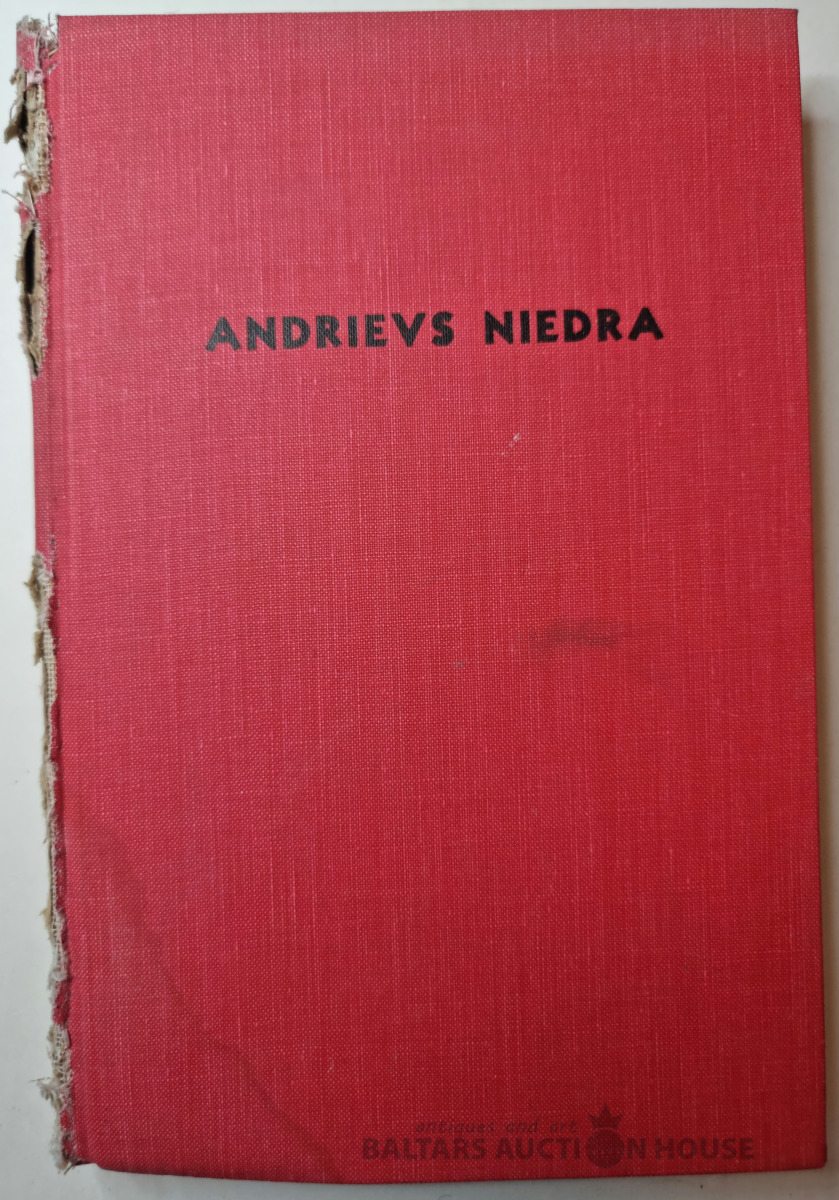 ANDRIEVS NIEDRA
antiques and art
BALTARS AUCTION HOUSE